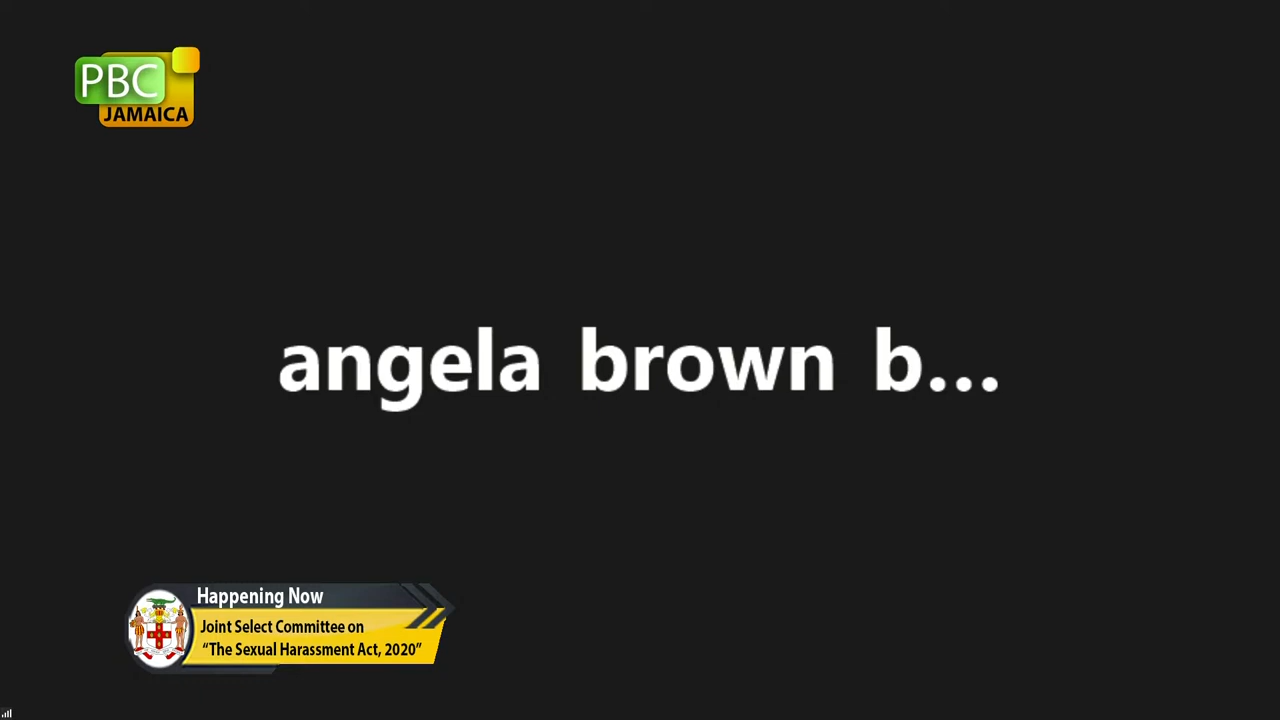 PBC
JAMAICA
angela brown b...
Happening Now
Joint Select Committee on
“The Sexual Harassment Act, 2020”